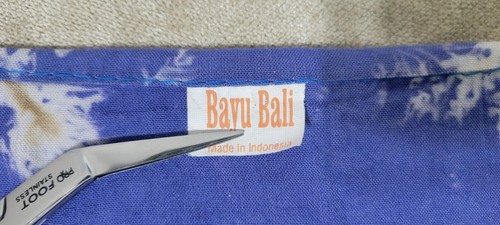 Bayu Bali
Made In Indonesia
PRO
FOOT
STAINLESS